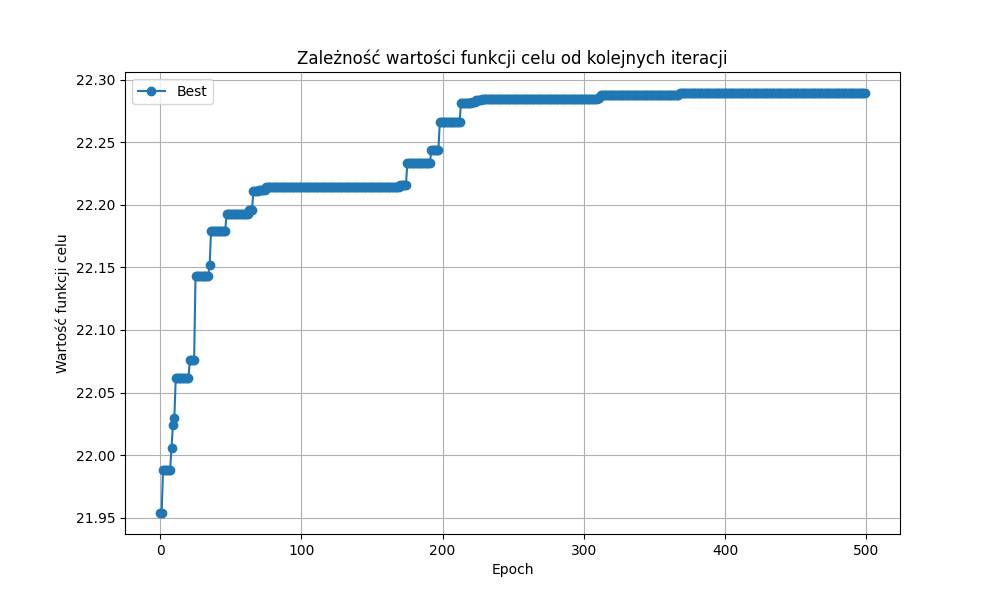 Zależność wartości funkcji celu od kolejnych iteracji
Best
Wartość funkcji celu
22.30
22.25
22.20
22.15
22.10
22.05
22.00
21.95
0 100 200 300 400 500
Epoch